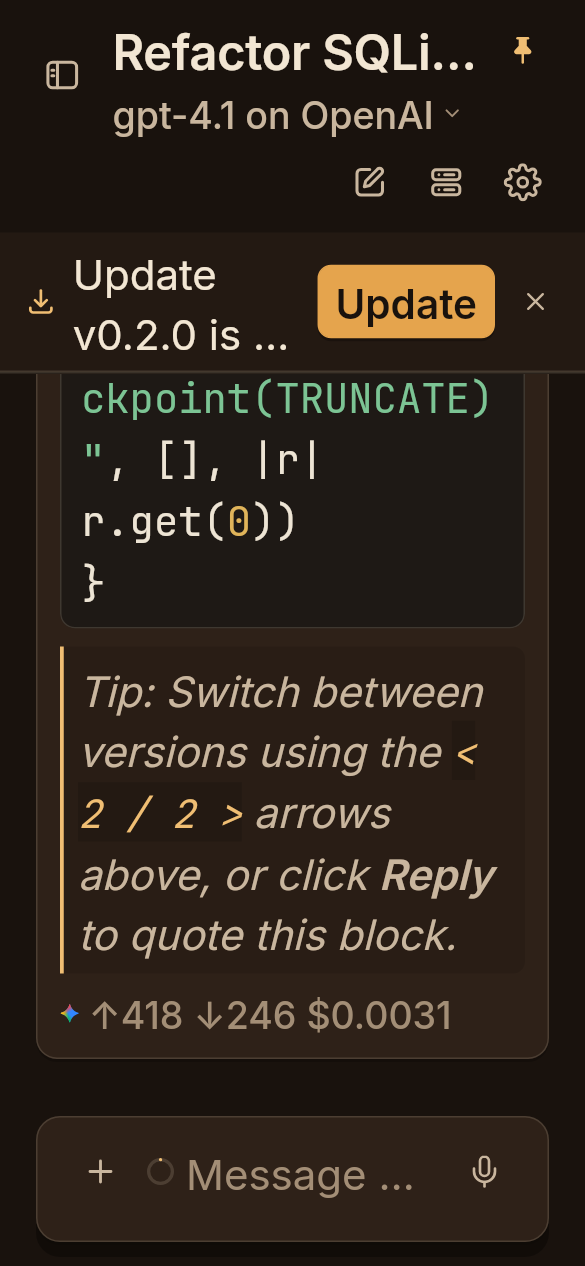 Refactor SQLi...
gpt-4.1 on OpenAI
Update
v0.2.0 is ...
Update
ckpoint(TRUNCATE)
", [], |r|
r.get(0))
}
Tip: Switch between
versions using the <
2 / 2 > arrows
above, or click Reply
to quote this block.
↑418 ↓246 $0.0031
Message ...